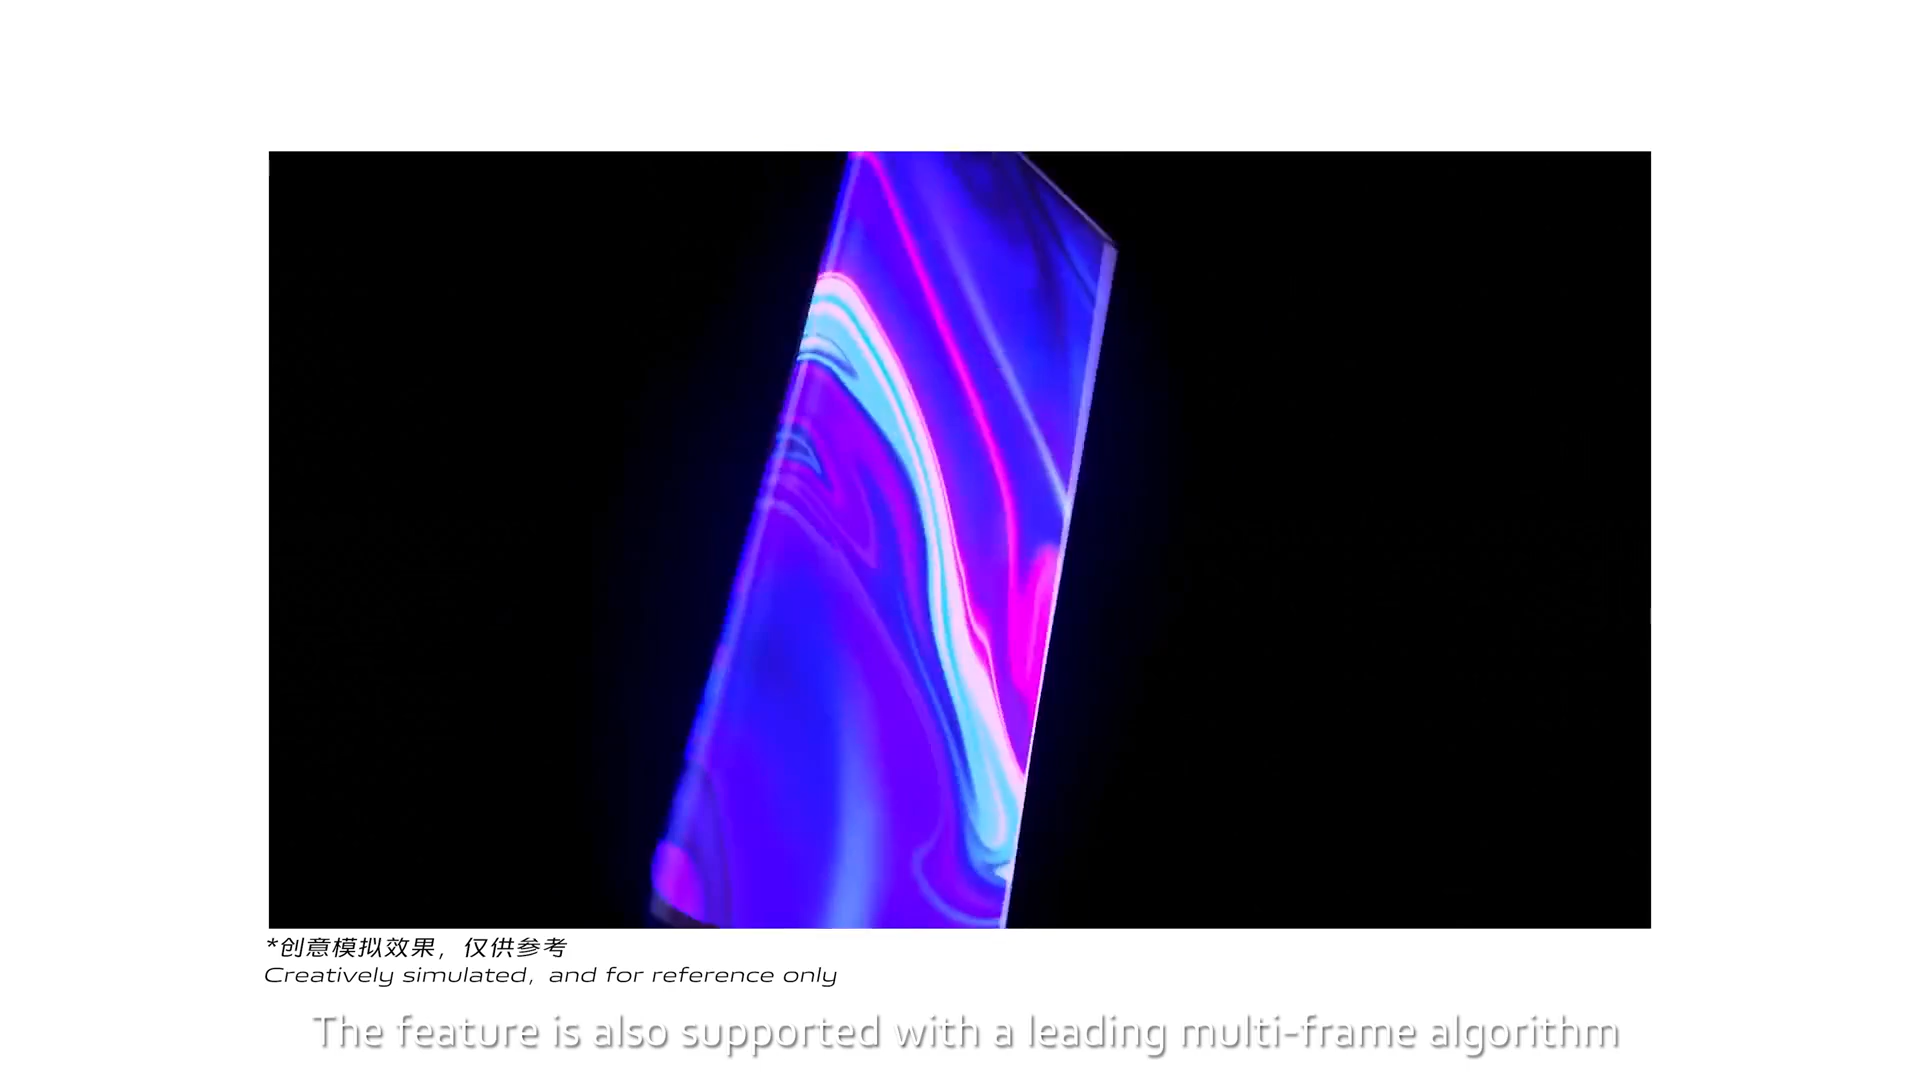 *创意模拟效果，仅供参考
Creatively simulated, and for reference only
The feature is also supported with a leading multi-frame algorithm